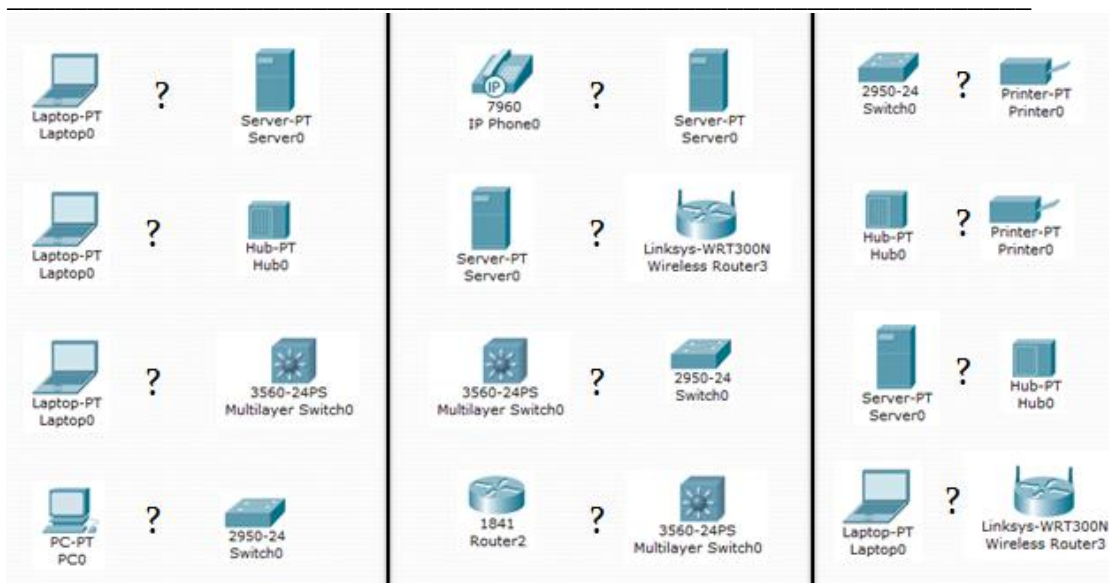 Laptop-PT
Laptop0
?
Server-PT
Server0
Laptop-PT
Laptop0
?
Hub-PT
Hub0
Laptop-PT
Laptop0
?
3560-24PS
Multilayer Switch0
PC-PT
PC0
?
2950-24
Switch0
IP
7960
IP Phone0
?
Server-PT
Server0
Server-PT
Server0
?
Linksys-WRT300N
Wireless Router3
3560-24PS
Multilayer Switch0
?
2950-24
Switch0
1841
Router2
?
3560-24PS
Multilayer Switch0
2950-24
Switch0
?
Printer-PT
Printer0
Hub-PT
Hub0
?
Printer-PT
Printer0
Server-PT
Server0
?
Hub-PT
Hub0
Laptop-PT
Laptop0
?
Linksys-WRT300N
Wireless Router3